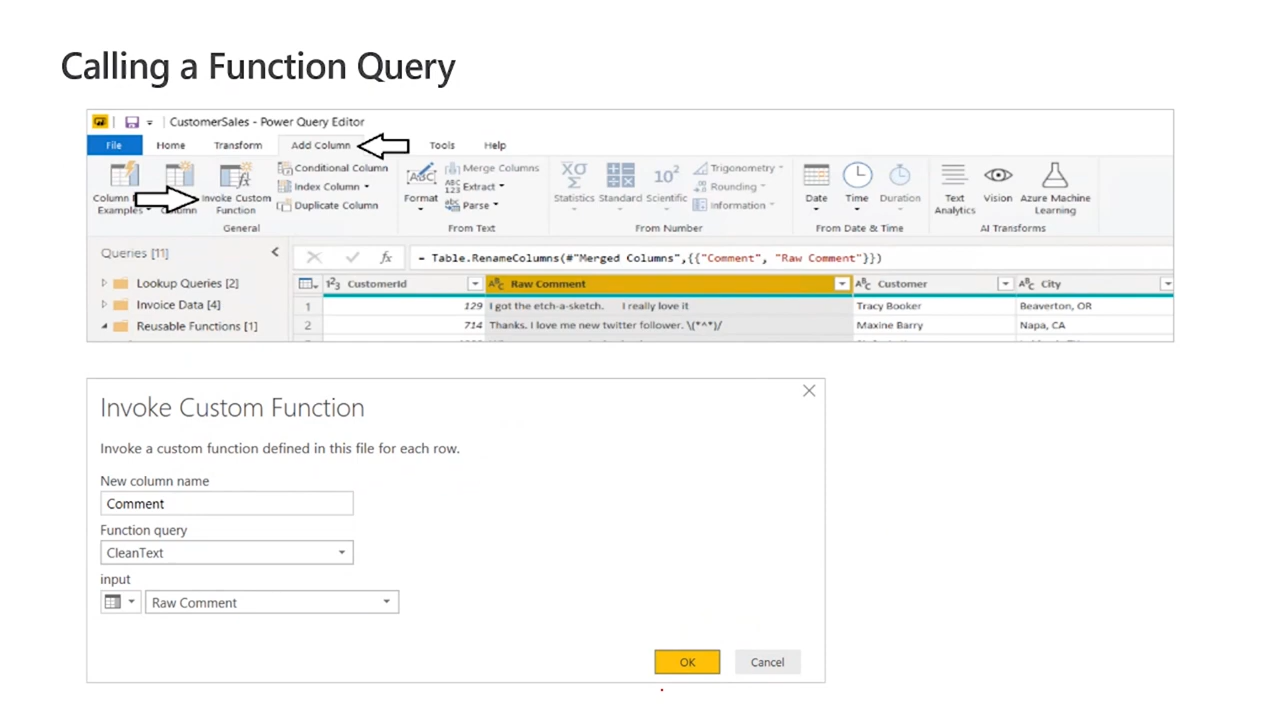 Calling a Function Query
CustomerSales - Power Query Editor
File Home Transform Add Column Tools Help
Column Examples Column Invoke Custom Function
Conditional Column
Index Column
Duplicate Column
General
Format
Merge Columns
Extract
Parse
From Text
Statistics Standard Scientific
Trigonometry
Rounding
Information
From Number
Date Time Duration
From Date & Time
Text Analytics Vision Azure Machine Learning
AI Transforms
Queries [11]
= Table.RenameColumns(#"Merged Columns",{{"Comment", "Raw Comment"}})
Lookup Queries [2]
Invoice Data [4]
Reusable Functions [1]
CustomerId Raw Comment Customer City
1 129 I got the etch-a-sketch. I really love it Tracy Booker Beaverton, OR
2 714 Thanks. I love me new twitter follower. \(*^*)/ Maxine Barry Napa, CA
Invoke Custom Function
Invoke a custom function defined in this file for each row.
New column name
Comment
Function query
CleanText
input
Raw Comment
OK Cancel